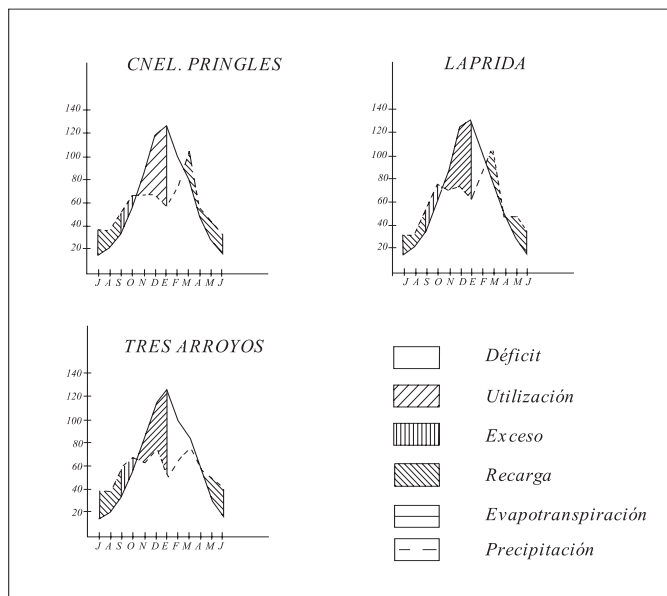 CNEL. PRINGLES
140
120
100
80
60
40
20
J A S O N D E F M A M J
LAPRIDA
140
120
100
80
60
40
20
J A S O N D E F M A M J
TRES ARROYOS
140
120
100
80
60
40
20
J A S O N D E F M A M J
Déficit
Utilización
Exceso
Recarga
Evapotranspiración
Precipitación